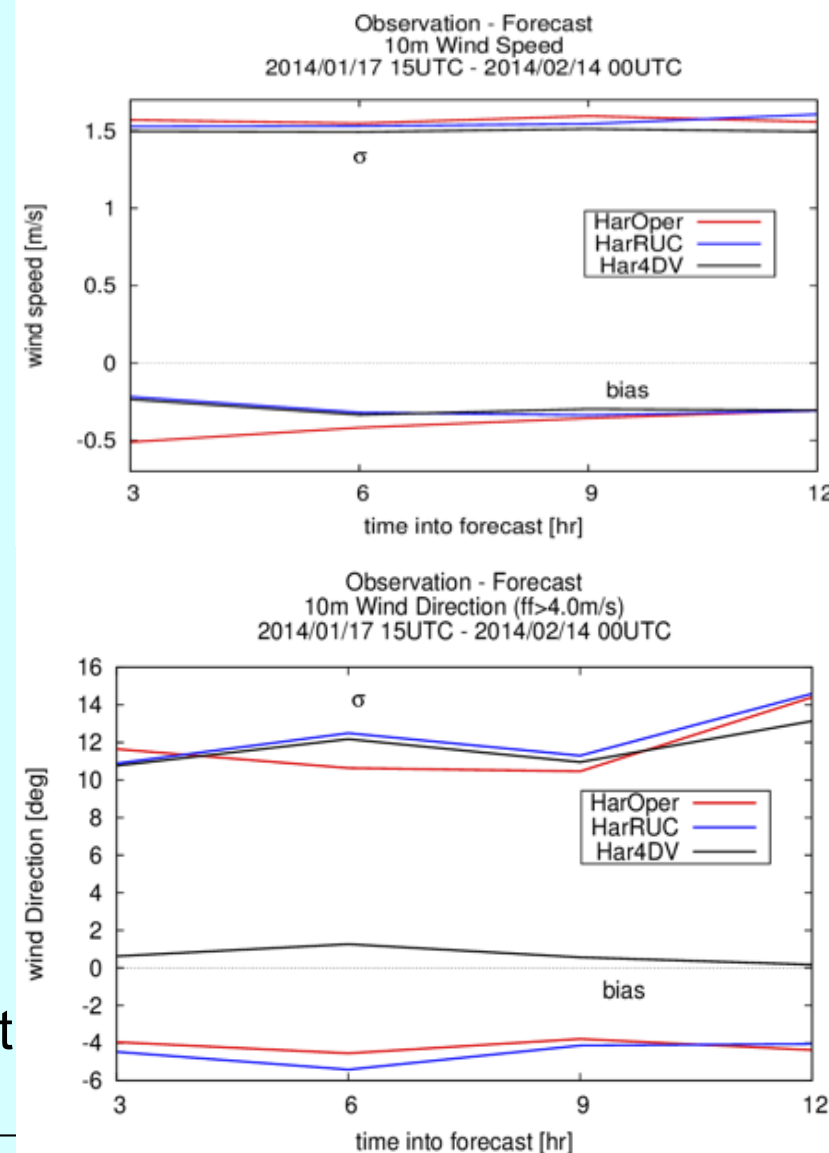 Observation - Forecast
10m Wind Speed
2014/01/17 15UTC - 2014/02/14 00UTC
1.5
σ
1
HarOper
HarRUC
Har4DV
0.5
wind speed [m/s]
0
bias
-0.5
3 6 9 12
time into forecast [hr]
Observation - Forecast
10m Wind Direction (ff>4.0m/s)
2014/01/17 15UTC - 2014/02/14 00UTC
16
14
σ
12
10
8
HarOper
HarRUC
Har4DV
6
4
wind Direction [deg]
2
0
bias
-2
t
-4
-6
3 6 9 12
time into forecast [hr]